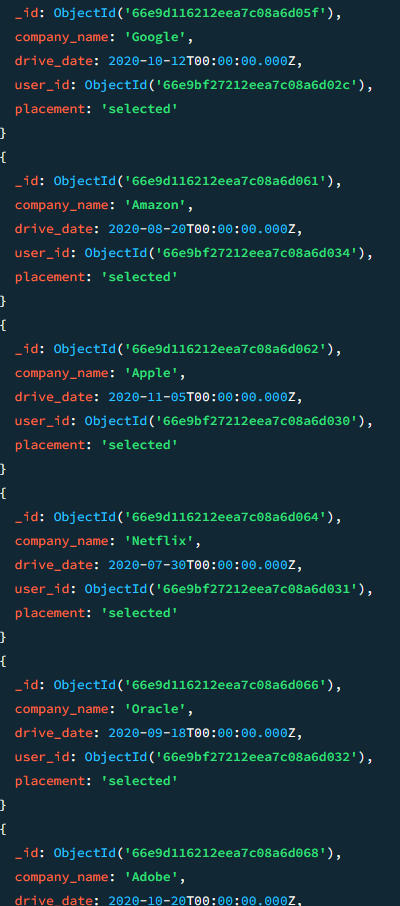 _id: ObjectId('66e9d116212eea7c08a6d05f'),
company_name: 'Google',
drive_date: 2020-10-12T00:00:00.000Z,
user_id: ObjectId('66e9bf27212eea7c08a6d02c'),
placement: 'selected'
}
{
_id: ObjectId('66e9d116212eea7c08a6d061'),
company_name: 'Amazon',
drive_date: 2020-08-20T00:00:00.000Z,
user_id: ObjectId('66e9bf27212eea7c08a6d034'),
placement: 'selected'
}
{
_id: ObjectId('66e9d116212eea7c08a6d062'),
company_name: 'Apple',
drive_date: 2020-11-05T00:00:00.000Z,
user_id: ObjectId('66e9bf27212eea7c08a6d030'),
placement: 'selected'
}
{
_id: ObjectId('66e9d116212eea7c08a6d064'),
company_name: 'Netflix',
drive_date: 2020-07-30T00:00:00.000Z,
user_id: ObjectId('66e9bf27212eea7c08a6d031'),
placement: 'selected'
}
{
_id: ObjectId('66e9d116212eea7c08a6d066'),
company_name: 'Oracle',
drive_date: 2020-09-18T00:00:00.000Z,
user_id: ObjectId('66e9bf27212eea7c08a6d032'),
placement: 'selected'
}
{
_id: ObjectId('66e9d116212eea7c08a6d068'),
company_name: 'Adobe',
drive_date: 2020-10-20T00:00:00.000Z,